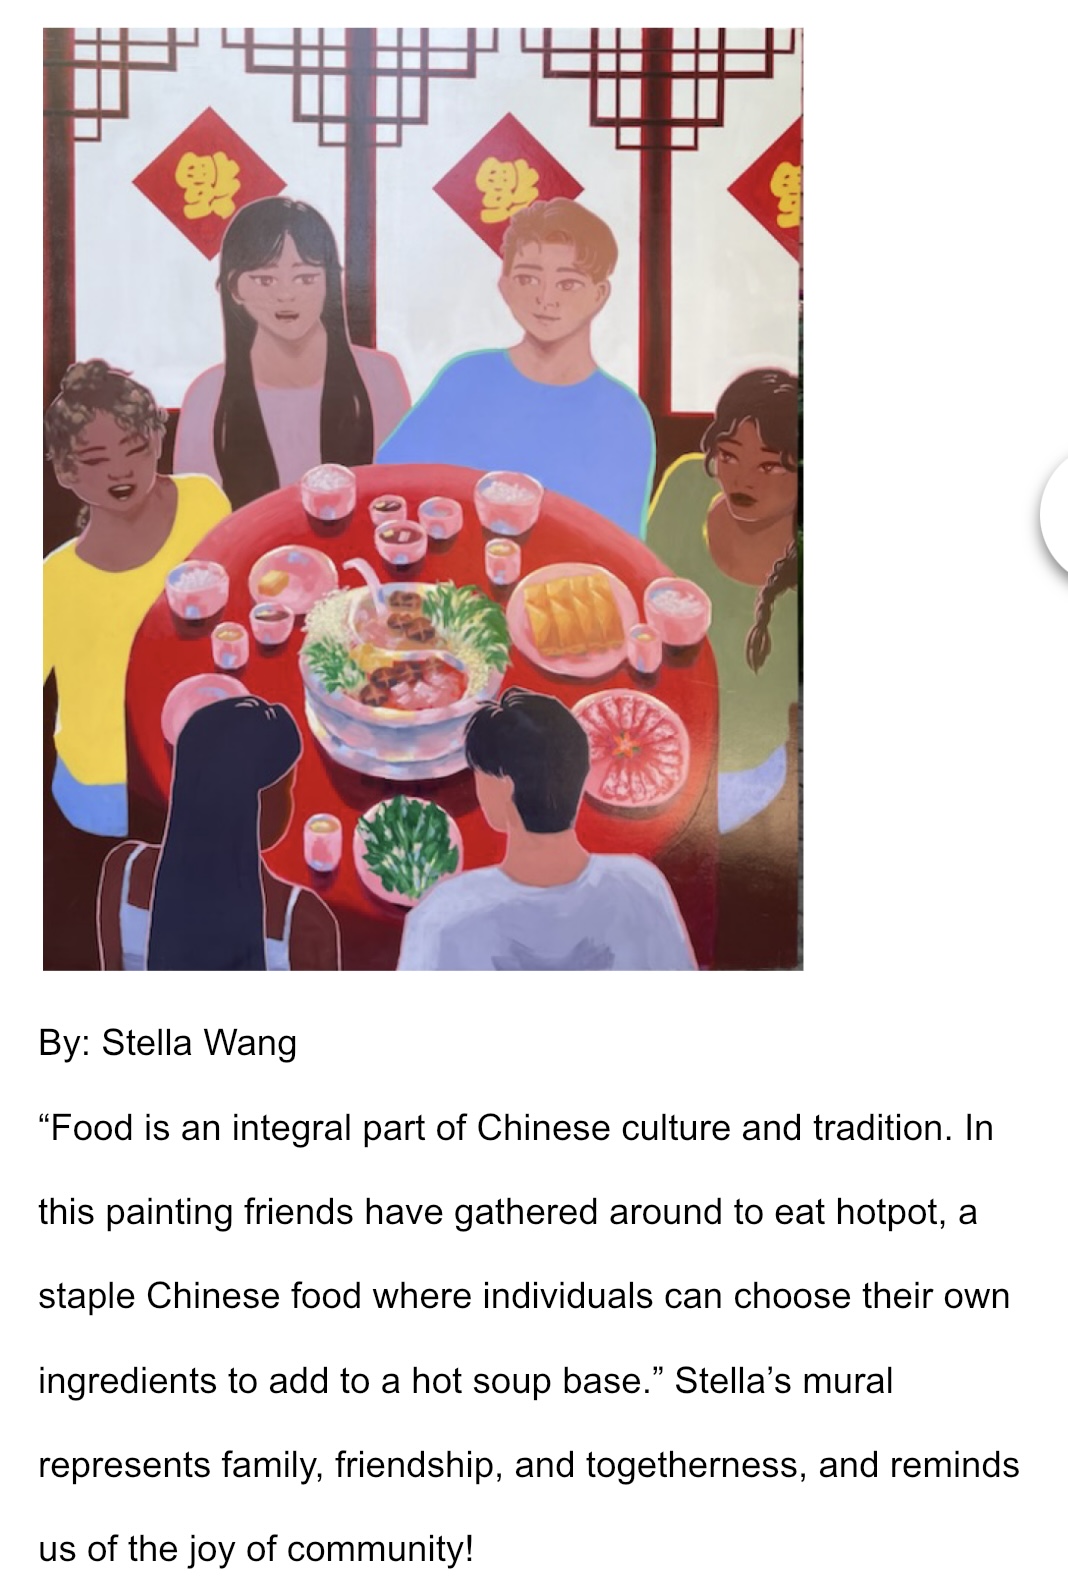 福 福
By: Stella Wang
“Food is an integral part of Chinese culture and tradition. In
this painting friends have gathered around to eat hotpot, a
staple Chinese food where individuals can choose their own
ingredients to add to a hot soup base.” Stella’s mural
represents family, friendship, and togetherness, and reminds
us of the joy of community!